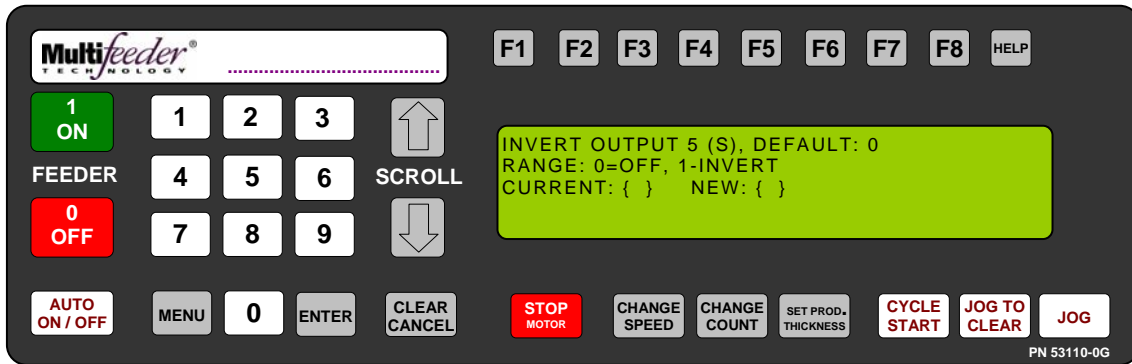 Multifeeder®
TECHNOLOGY
F1 F2 F3 F4 F5 F6 F7 F8 HELP
1
ON
FEEDER
0
OFF
1 2 3
4 5 6
7 8 9
SCROLL
INVERT OUTPUT 5 (S), DEFAULT: 0
RANGE: 0=OFF, 1-INVERT
CURRENT: { } NEW: { }
AUTO
ON / OFF
MENU
0
ENTER
CLEAR
CANCEL
STOP
MOTOR
CHANGE
SPEED
CHANGE
COUNT
SET PROD.
THICKNESS
CYCLE
START
JOG TO
CLEAR
JOG
PN 53110-0G